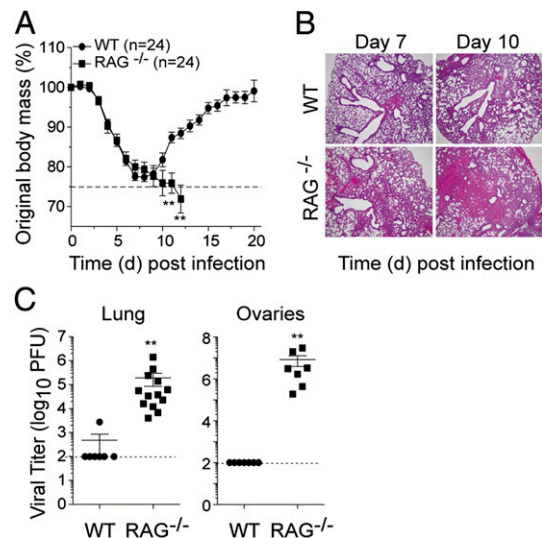 A
WT (n=24)
RAG -/- (n=24)
Original body mass (%)
110
100
90
80
70
**
**
0 5 10 15 20
Time (d) post infection
B
Day 7 Day 10
WT
RAG -/-
Time (d) post infection
C
Lung Ovaries
Viral Titer (log10 PFU)
7
6
5
4
3
2
1
0
**
WT RAG-/-
8
6
4
2
0
**
WT RAG-/-